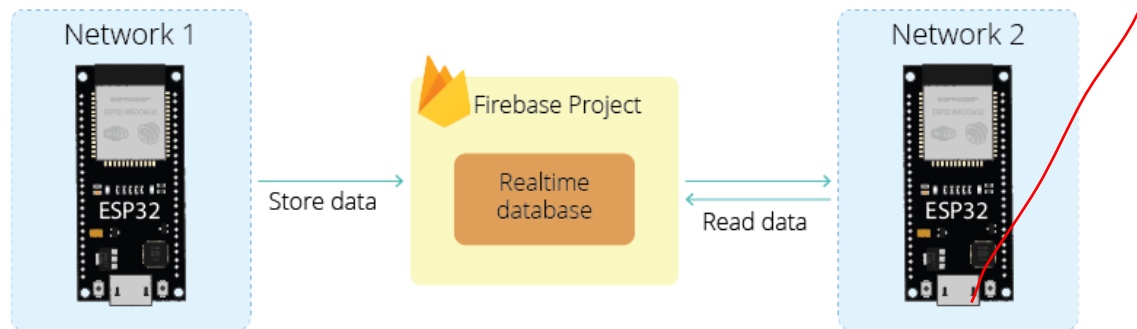 Network 1
Network 2
Firebase Project
Realtime
database
Store data
Read data
ESP32
ESP32